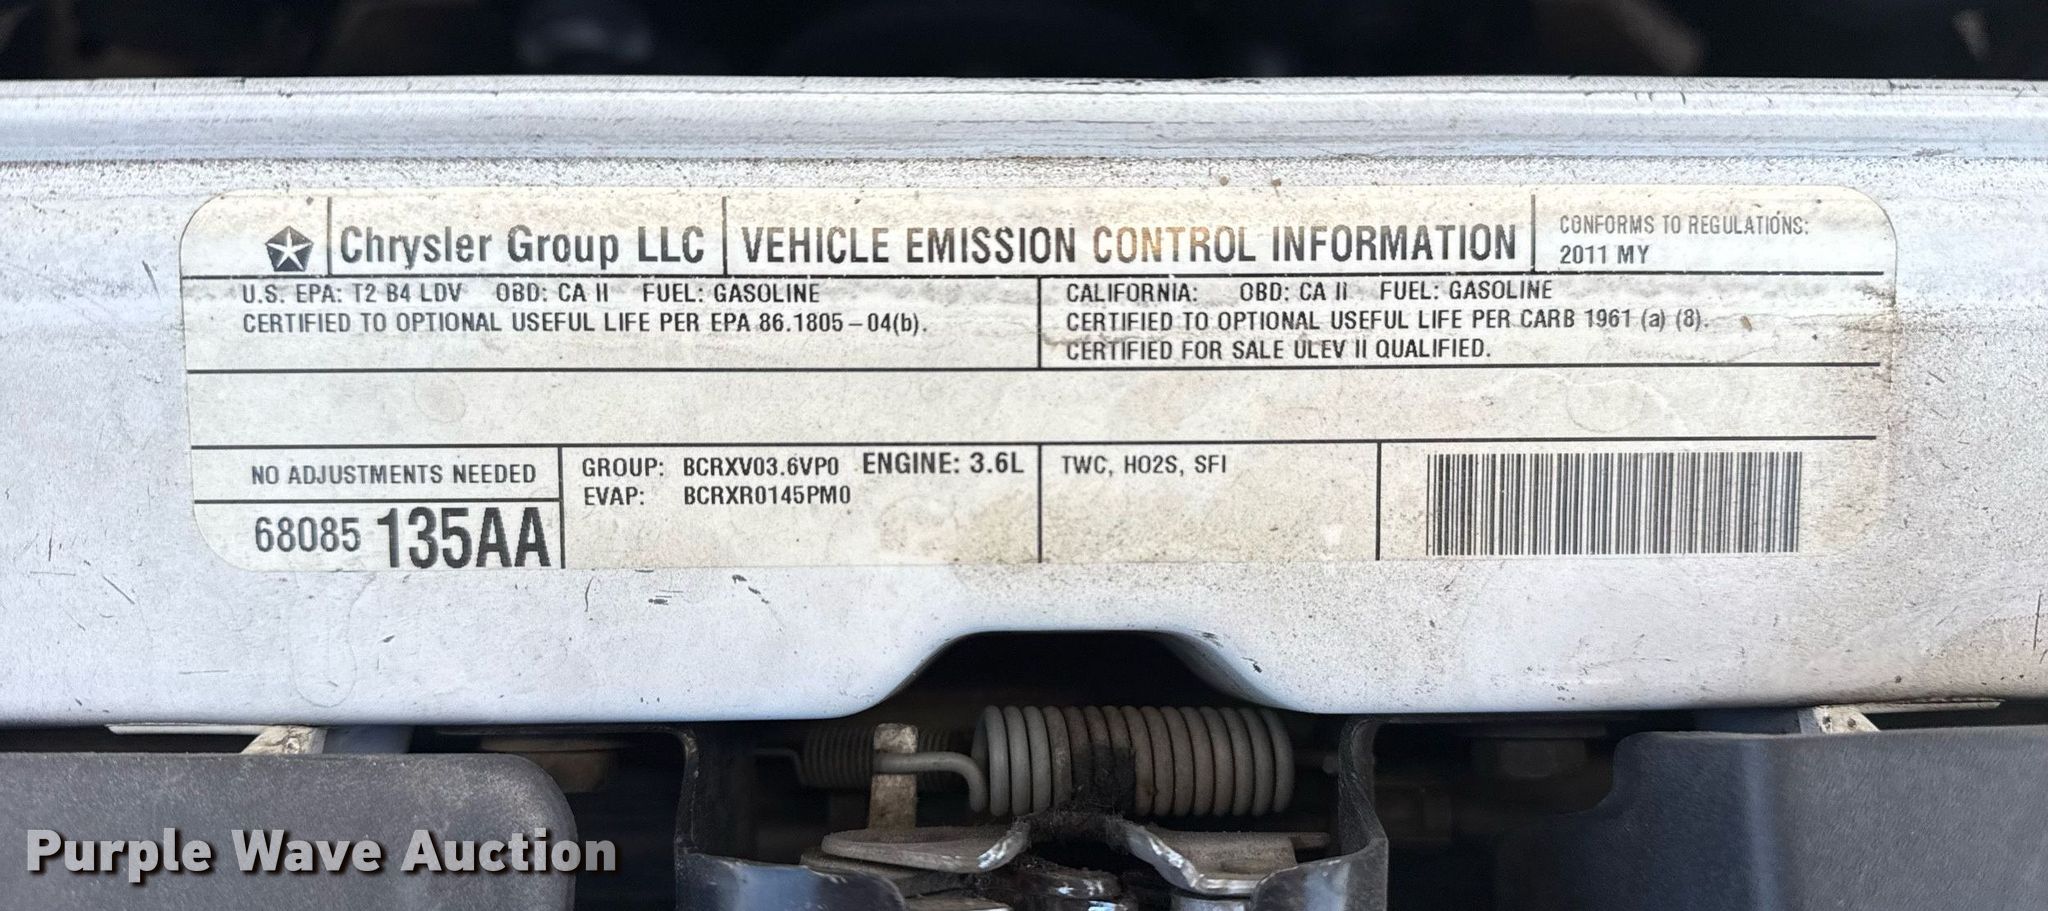 Chrysler Group LLC
VEHICLE EMISSION CONTROL INFORMATION
CONFORMS TO REGULATIONS:
2011 MY
U.S. EPA: T2 B4 LDV OBD: CA II FUEL: GASOLINE
CERTIFIED TO OPTIONAL USEFUL LIFE PER EPA 86.1805-04(b).
CALIFORNIA: OBD: CA II FUEL: GASOLINE
CERTIFIED TO OPTIONAL USEFUL LIFE PER CARB 1961 (a) (8).
CERTIFIED FOR SALE ULEV II QUALIFIED.
NO ADJUSTMENTS NEEDED
68085 135AA
GROUP: BCRXV03.6VP0 ENGINE: 3.6L
EVAP: BCRXR0145PM0
TWC, HO2S, SFI
Purple Wave Auction